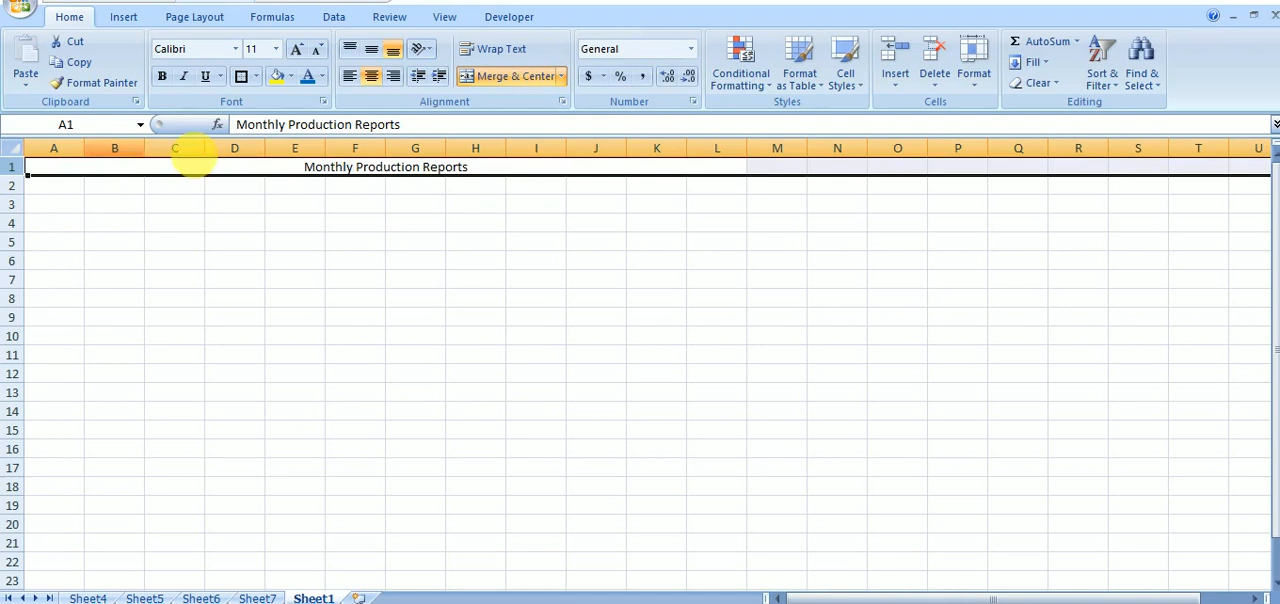 Home Insert Page Layout Formulas Data Review View Developer
Paste Cut Copy Format Painter
Clipboard
Calibri 11 A A
B I U A
Font
Wrap Text
Merge & Center
Alignment
General
$ % ,
Number
Conditional Formatting Format as Table Cell Styles
Styles
Insert Delete Format
Cells
Σ AutoSum
Fill
Clear
Sort & Filter Find & Select
Editing
A1 fx Monthly Production Reports
A B C D E F G H I J K L M N O P Q R S T U
1 Monthly Production Reports
2
3
4
5
6
7
8
9
10
11
12
13
14
15
16
17
18
19
20
21
22
23
Sheet4 Sheet5 Sheet6 Sheet7 Sheet1